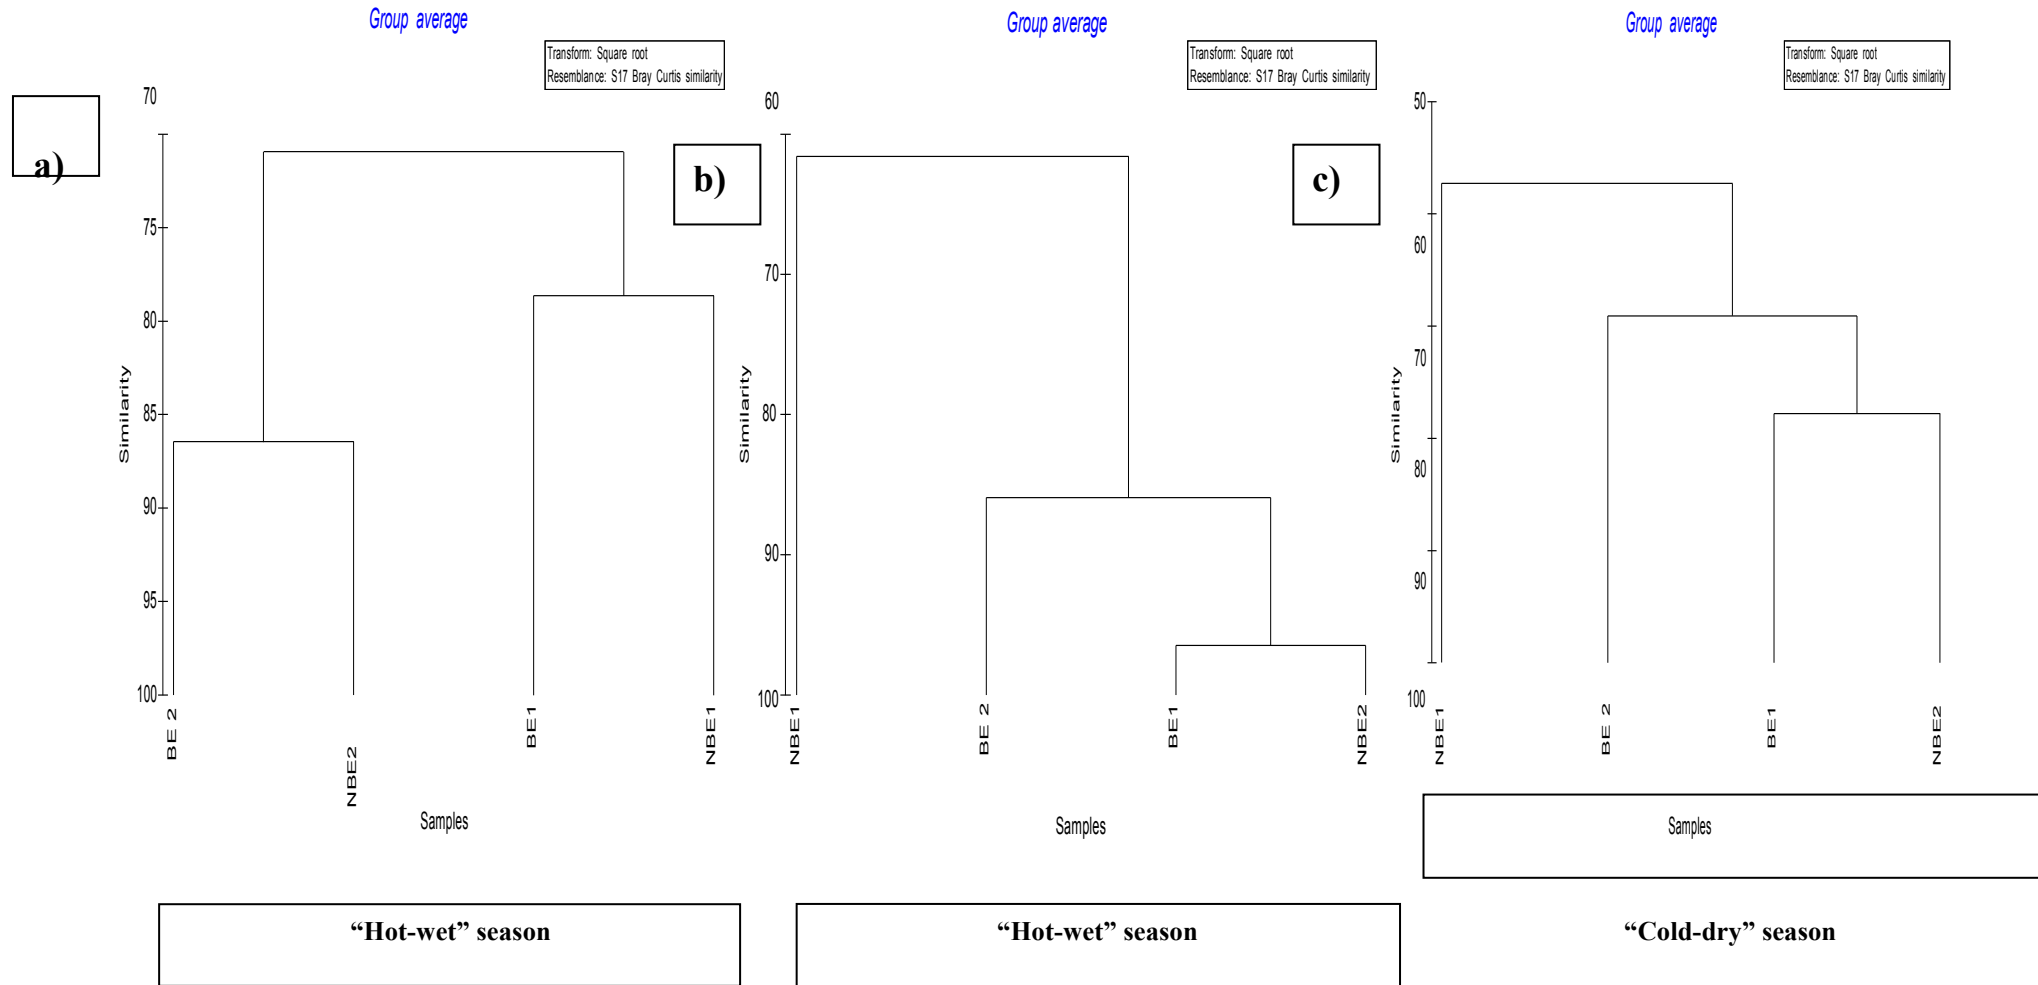 Group average
Transform: Square root
Resemblance: S17 Bray Curtis similarity
a)
70
75
80
85
90
95
100
Similarity
BE 2
NBE2
BE1
NBE1
Samples
“Hot-wet” season
Group average
Transform: Square root
Resemblance: S17 Bray Curtis similarity
b)
60
70
80
90
100
Similarity
NBE1
BE 2
BE1
NBE2
Samples
“Hot-wet” season
Group average
Transform: Square root
Resemblance: S17 Bray Curtis similarity
c)
50
60
70
80
90
100
Similarity
NBE1
BE 2
BE1
NBE2
Samples
“Cold-dry” season